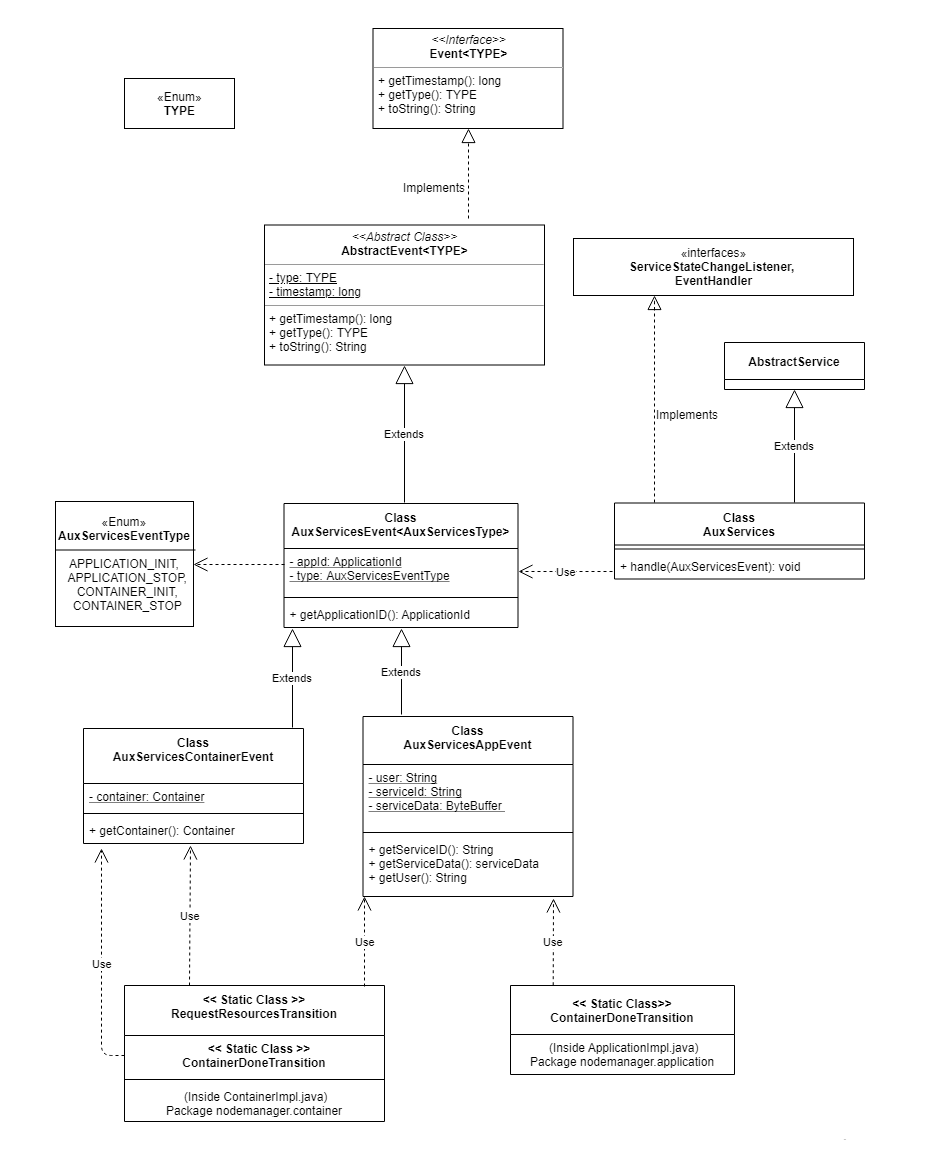 <<Interface>>
Event<TYPE>
+ getTimestamp(): long
+ getType(): TYPE
+ toString(): String
«Enum»
TYPE
Implements
<<Abstract Class>>
AbstractEvent<TYPE>
- type: TYPE
- timestamp: long
+ getTimestamp(): long
+ getType(): TYPE
+ toString(): String
«interfaces»
ServiceStateChangeListener,
EventHandler
AbstractService
Implements
Extends
Extends
«Enum»
AuxServicesEventType
APPLICATION_INIT,
APPLICATION_STOP,
CONTAINER_INIT,
CONTAINER_STOP
Class
AuxServicesEvent<AuxServicesType>
- appId: ApplicationId
- type: AuxServicesEventType
+ getApplicationID(): ApplicationId
Use
Class
AuxServices
+ handle(AuxServicesEvent): void
Extends
Extends
Class
AuxServicesContainerEvent
- container: Container
+ getContainer(): Container
Class
AuxServicesAppEvent
- user: String
- serviceId: String
- serviceData: ByteBuffer
+ getServiceID(): String
+ getServiceData(): serviceData
+ getUser(): String
Use
Use
Use
Use
<< Static Class >>
RequestResourcesTransition
<< Static Class >>
ContainerDoneTransition
(Inside ContainerImpl.java)
Package nodemanager.container
<< Static Class>>
ContainerDoneTransition
(Inside ApplicationImpl.java)
Package nodemanager.application